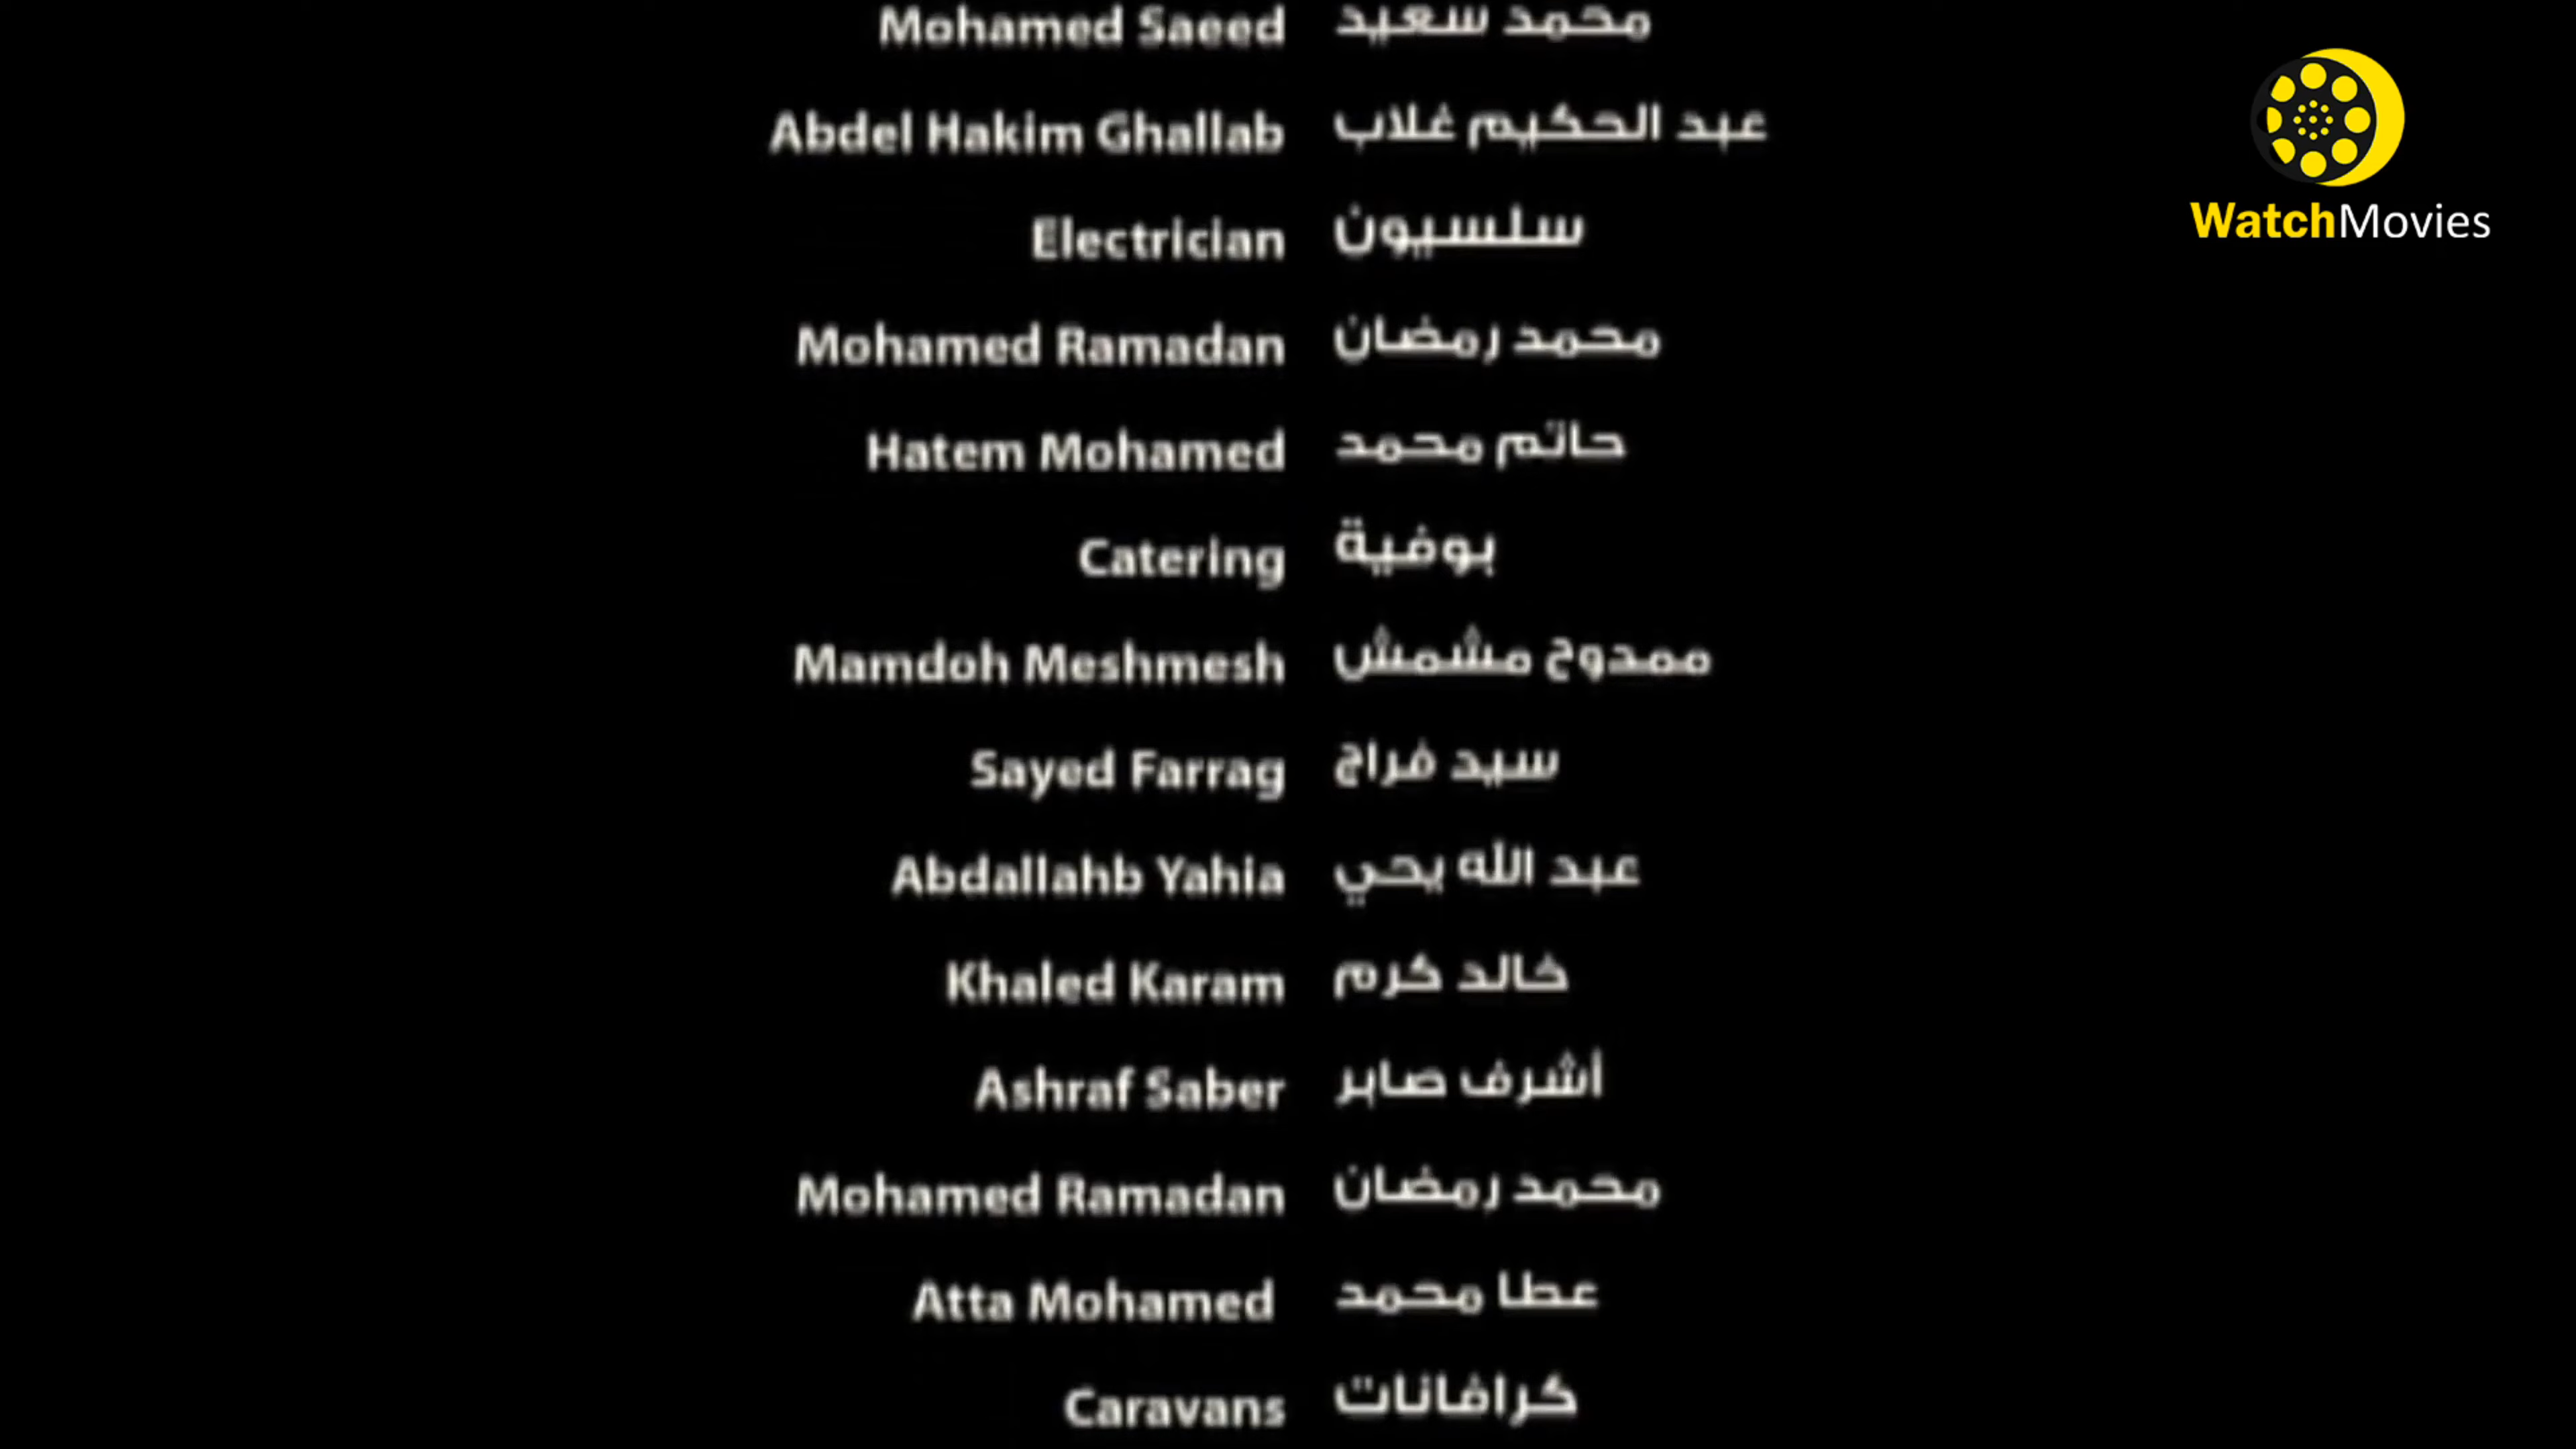 Mohamed Saeed محمد سعيد
Abdel Hakim Ghallab عبد الحكيم غلاب
Electrician سلسيون
Mohamed Ramadan محمد رمضان
Hatem Mohamed حاتم محمد
Catering بوفية
Mamdoh Meshmesh ممدوح مشمش
Sayed Farrag سيد فراج
Abdallahb Yahia عبد الله يحي
Khaled Karam خالد كرم
Ashraf Saber أشرف صابر
Mohamed Ramadan محمد رمضان
Atta Mohamed عطا محمد
Caravans كرافانات
WatchMovies